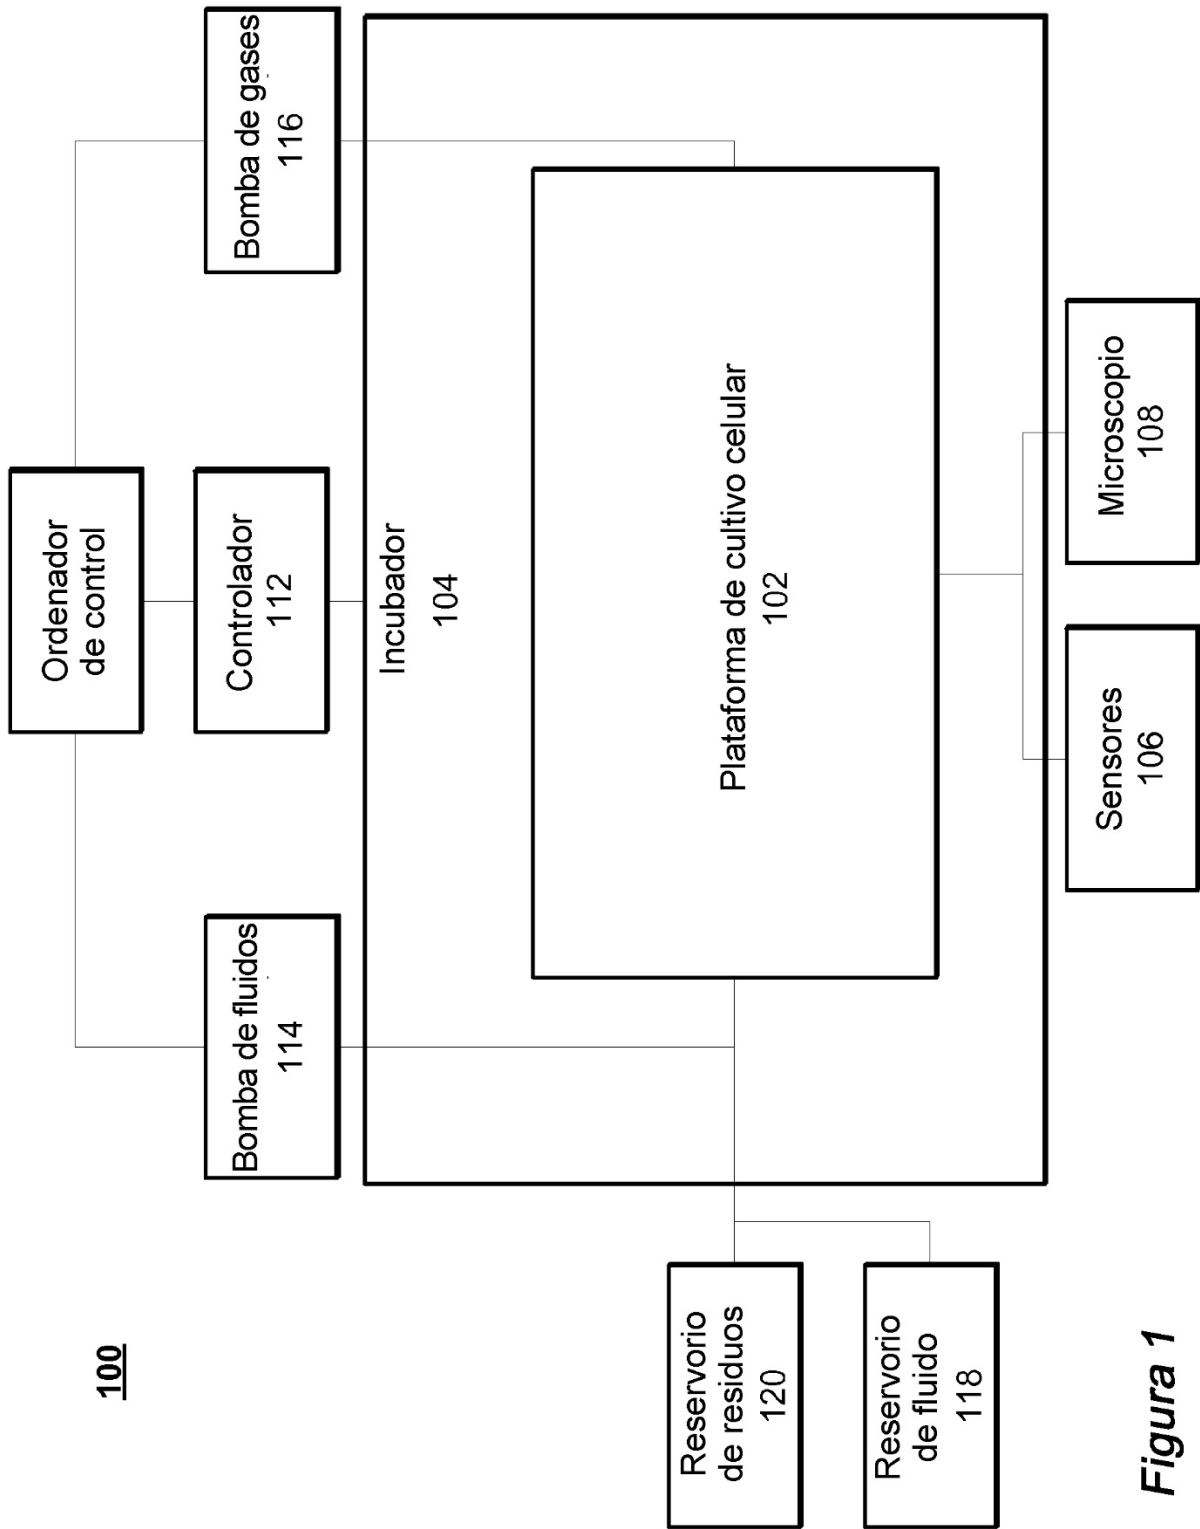 100
Ordenador
de control
Bomba de fluidos
114
Controlador
112
Bomba de gases
116
Incubador
104
Reservorio
de residuos
120
Plataforma de cultivo celular
102
Reservorio
de fluido
118
Sensores
106
Microscopio
108
Figura 1